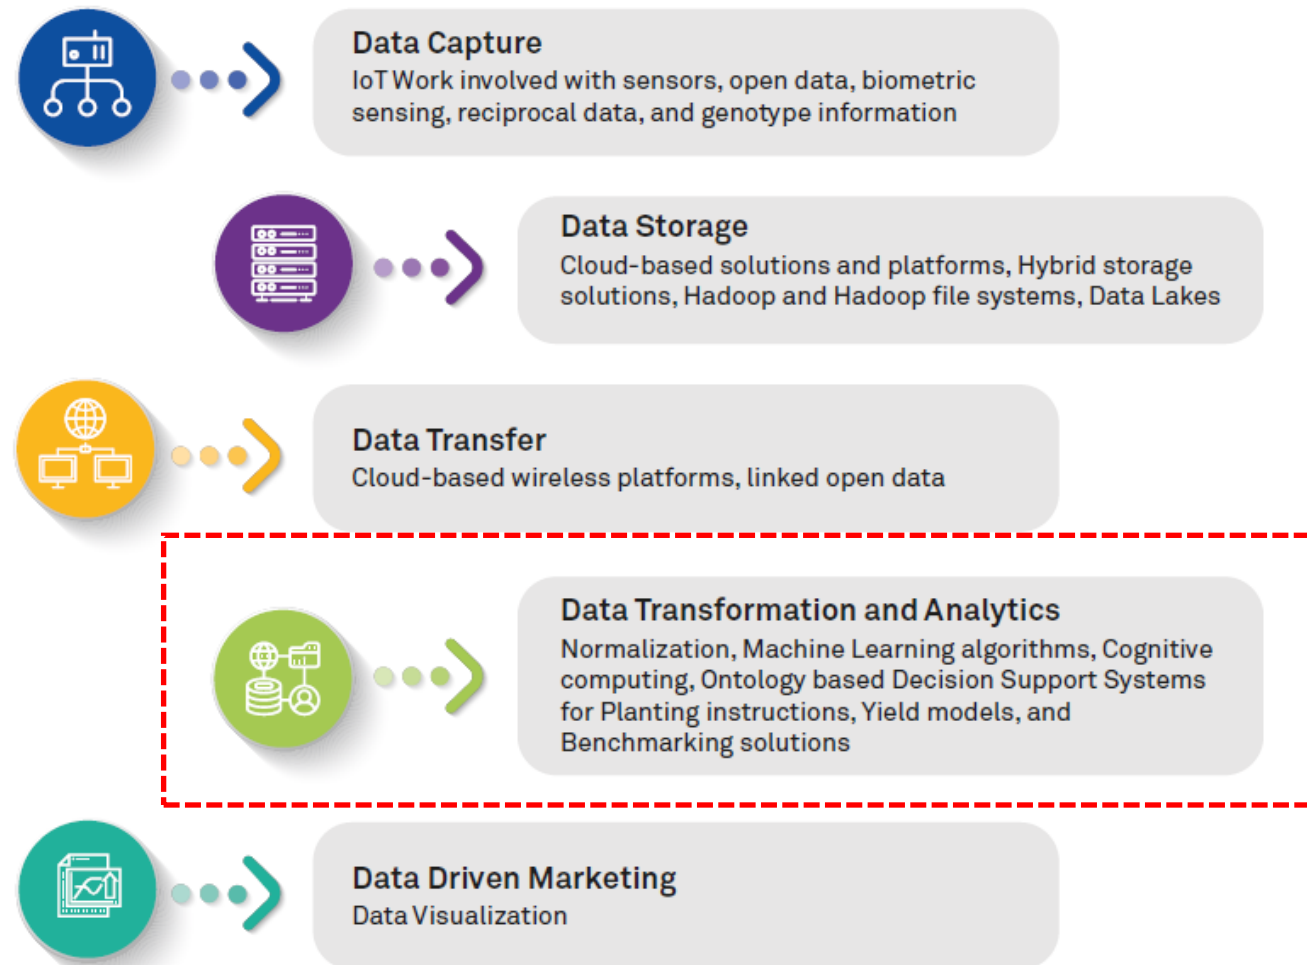 Data Capture
IoT Work involved with sensors, open data, biometric
sensing, reciprocal data, and genotype information
Data Storage
Cloud-based solutions and platforms, Hybrid storage
solutions, Hadoop and Hadoop file systems, Data Lakes
Data Transfer
Cloud-based wireless platforms, linked open data
Data Transformation and Analytics
Normalization, Machine Learning algorithms, Cognitive
computing, Ontology based Decision Support Systems
for Planting instructions, Yield models, and
Benchmarking solutions
Data Driven Marketing
Data Visualization